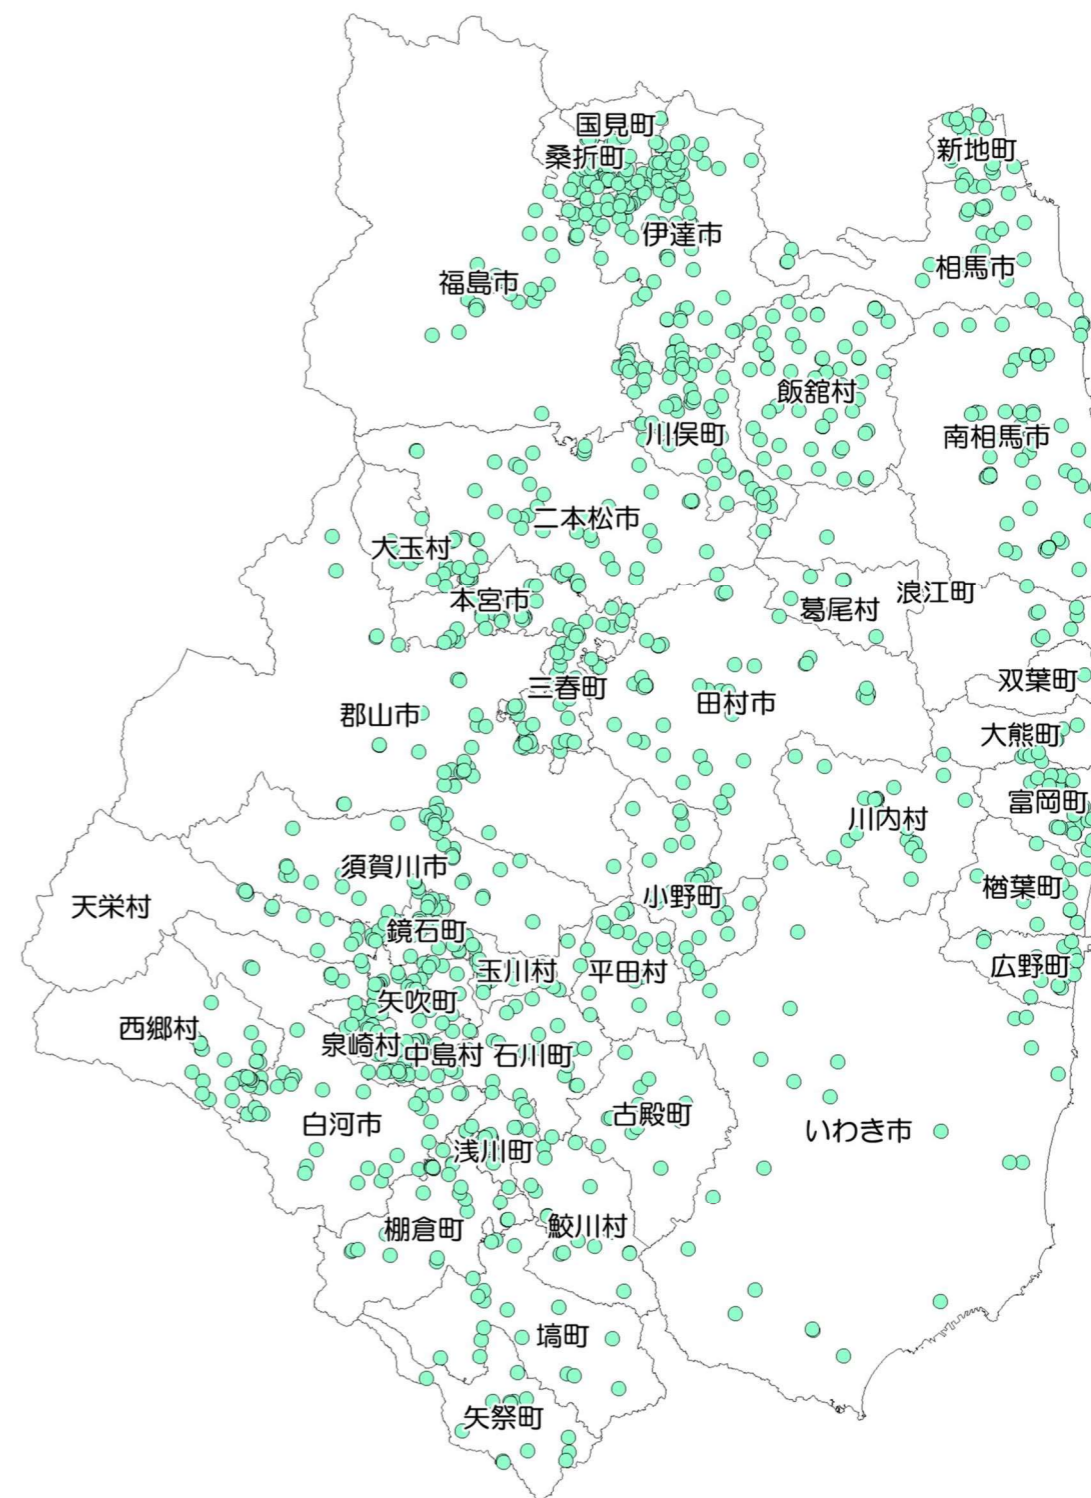 国見町
桑折町
新地町
伊達市
相馬市
福島市
飯舘村
川俣町
南相馬市
二本松市
大玉村
本宮市
浪江町
葛尾村
双葉町
三春町
田村市
郡山市
大熊町
富岡町
川内村
須賀川市
楢葉町
小野町
天栄村
鏡石町
広野町
玉川村
平田村
矢吹町
西郷村
泉崎村
中島村
石川町
古殿町
白河市
いわき市
浅川町
鮫川村
棚倉町
塙町
矢祭町